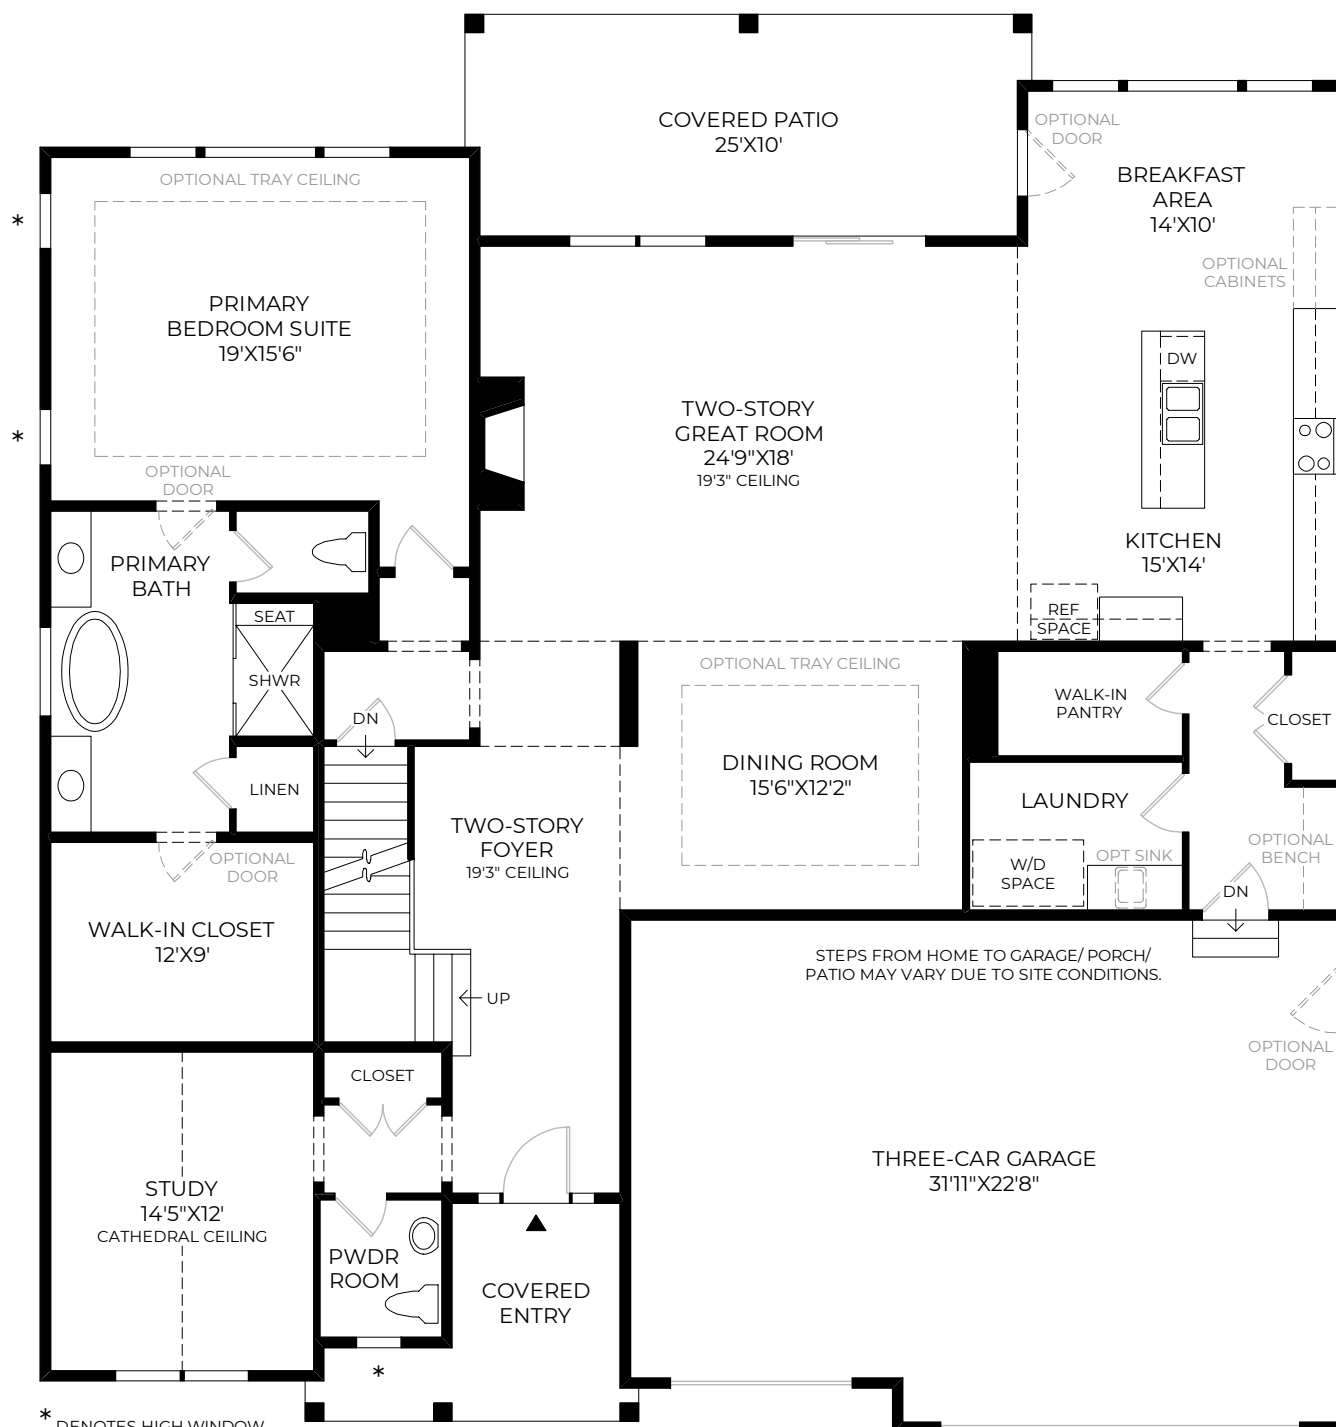 COVERED PATIO
25'X10'
OPTIONAL
DOOR
BREAKFAST
AREA
14'X10'
OPTIONAL
CABINETS
OPTIONAL TRAY CEILING
PRIMARY
BEDROOM SUITE
19'X15'6"
*
*
OPTIONAL
DOOR
TWO-STORY
GREAT ROOM
24'9"X18'
19'3" CEILING
DW
KITCHEN
15'X14'
REF
SPACE
PRIMARY
BATH
SEAT
SHWR
DN
LINEN
OPTIONAL
DOOR
OPTIONAL TRAY CEILING
DINING ROOM
15'6"X12'2"
WALK-IN
PANTRY
CLOSET
LAUNDRY
W/D
SPACE
OPT SINK
OPTIONAL
BENCH
DN
TWO-STORY
FOYER
19'3" CEILING
WALK-IN CLOSET
12'X9'
UP
STEPS FROM HOME TO GARAGE/ PORCH/
PATIO MAY VARY DUE TO SITE CONDITIONS.
OPTIONAL
DOOR
CLOSET
STUDY
14'5"X12'
CATHEDRAL CEILING
PWDR
ROOM
COVERED
ENTRY
THREE-CAR GARAGE
31'11"X22'8"
*
* DENOTES HIGH WINDOW